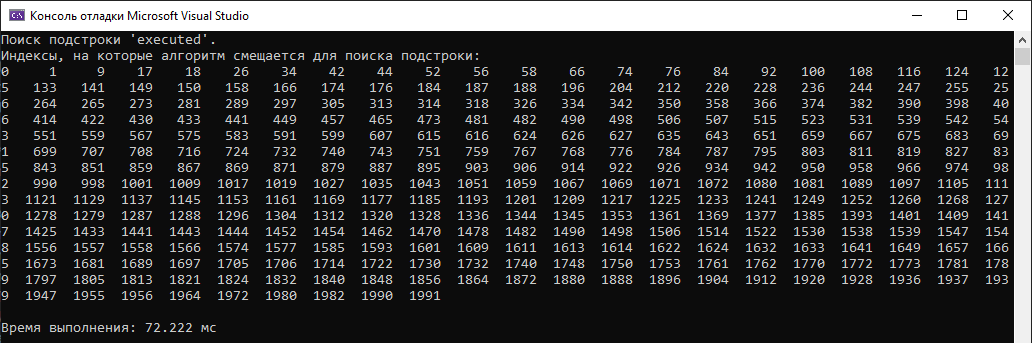 Консоль отладки Microsoft Visual Studio
Поиск подстроки 'executed'.
Индексы, на которые алгоритм смещается для поиска подстроки:
0 1 9 17 18 26 34 42 44 52 56 58 66 74 76 84 92 100 108 116 124 12
5 133 141 149 150 158 166 174 176 184 187 188 196 204 212 220 228 236 244 247 255 25
6 264 265 273 281 289 297 305 313 314 318 326 334 342 350 358 366 374 382 390 398 40
6 414 422 430 433 441 449 457 465 473 481 482 490 498 506 507 515 523 531 539 542 54
3 551 559 567 575 583 591 599 607 615 616 624 626 627 635 643 651 659 667 675 683 69
1 699 707 708 716 724 732 740 743 751 759 767 768 776 784 787 795 803 811 819 827 83
5 843 851 859 867 869 871 879 887 895 903 906 914 922 926 934 942 950 958 966 974 98
2 990 998 1001 1009 1017 1019 1027 1035 1043 1051 1059 1067 1069 1071 1072 1080 1081 1089 1097 1105 111
3 1121 1129 1137 1145 1153 1161 1169 1177 1185 1193 1201 1209 1217 1225 1233 1241 1249 1252 1260 1268 127
0 1278 1279 1287 1288 1296 1304 1312 1320 1328 1336 1344 1345 1353 1361 1369 1377 1385 1393 1401 1409 141
7 1425 1433 1441 1443 1444 1452 1454 1462 1470 1478 1482 1490 1498 1506 1514 1522 1530 1538 1539 1547 154
8 1556 1557 1558 1566 1574 1577 1585 1593 1601 1609 1611 1613 1614 1622 1624 1632 1633 1641 1649 1657 166
5 1673 1681 1689 1697 1705 1706 1714 1722 1730 1732 1740 1748 1750 1753 1761 1762 1770 1772 1773 1781 178
9 1797 1805 1813 1821 1824 1832 1840 1848 1856 1864 1872 1880 1888 1896 1904 1912 1920 1928 1936 1937 193
9 1947 1955 1956 1964 1972 1980 1982 1990 1991
Время выполнения: 72.222 мс